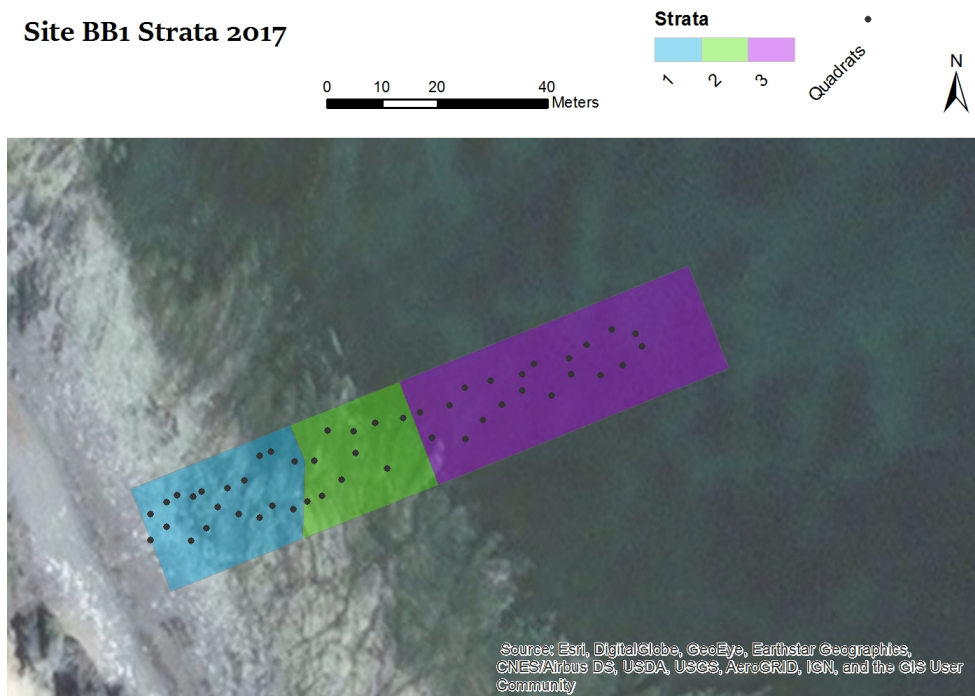 Site BB1 Strata 2017
Strata
1
2
3
Quadrats
0 10 20 40
Meters
N
Source: Esri, DigitalGlobe, GeoEye, Earthstar Geographics,
CNES/Airbus DS, USDA, USGS, AeroGRID, IGN, and the GIS User
Community